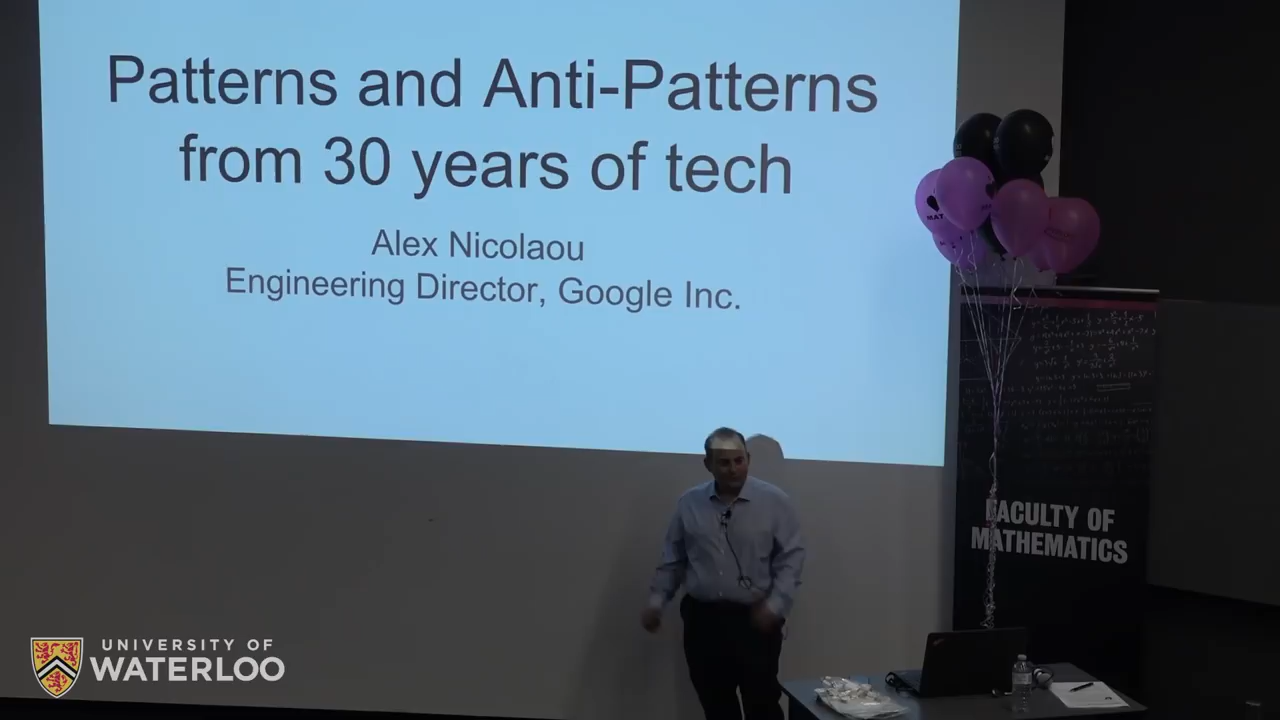 Patterns and Anti-Patterns
from 30 years of tech
Alex Nicolaou
Engineering Director, Google Inc.
MAT
FACULTY OF
MATHEMATICS
UNIVERSITY OF
WATERLOO